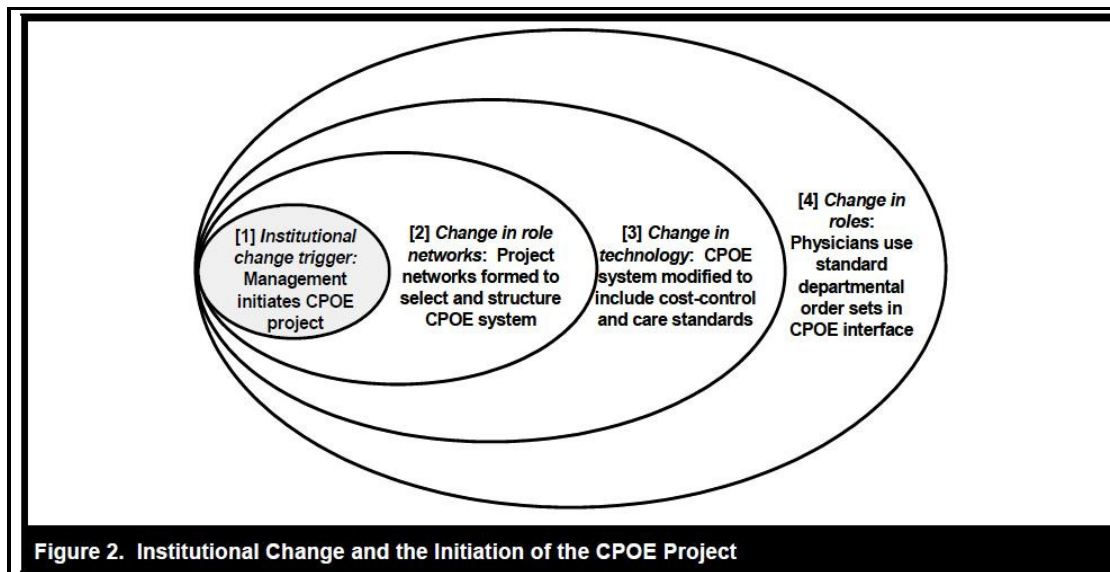 [1] Institutional
change trigger:
Management
initiates CPOE
project
[2] Change in role
networks: Project
networks formed to
select and structure
CPOE system
[3] Change in
technology: CPOE
system modified to
include cost-control
and care standards
[4] Change in
roles:
Physicians use
standard
departmental
order sets in
CPOE interface
Figure 2. Institutional Change and the Initiation of the CPOE Project